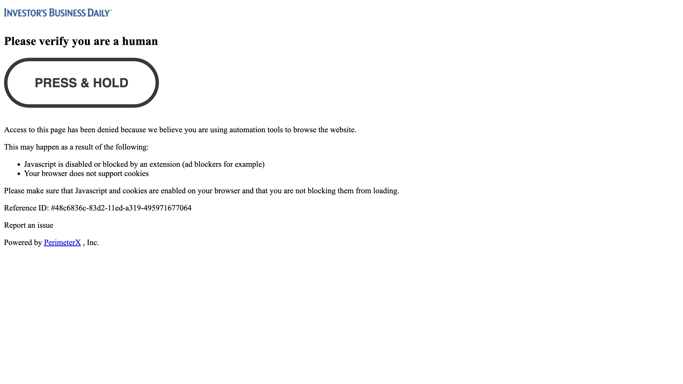 INVESTOR'S BUSINESS DAILY
Please verify you are a human
PRESS & HOLD
Access to this page has been denied because we believe you are using automation tools to browse the website.
This may happen as a result of the following:
• Javascript is disabled or blocked by an extension (ad blockers for example)
• Your browser does not support cookies
Please make sure that Javascript and cookies are enabled on your browser and that you are not blocking them from loading.
Reference ID: #48c6836c-83d2-11ed-a319-495971677064
Report an issue
Powered by PerimeterX , Inc.